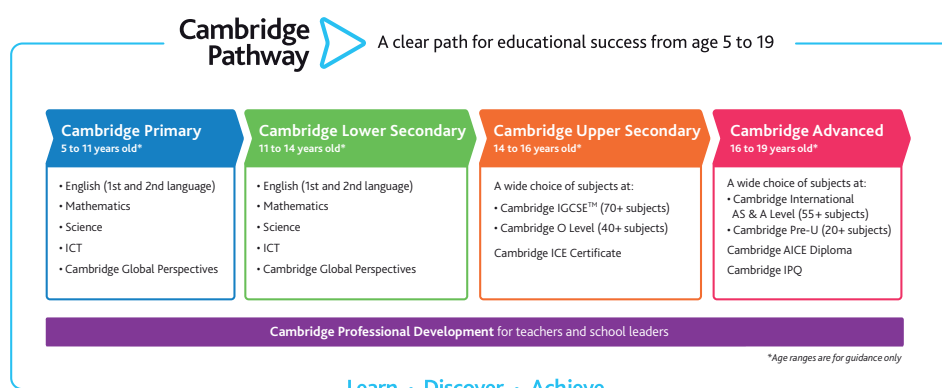 Cambridge
Pathway
A clear path for educational success from age 5 to 19
Cambridge Primary
5 to 11 years old*
• English (1st and 2nd language)
• Mathematics
• Science
• ICT
• Cambridge Global Perspectives
Cambridge Lower Secondary
11 to 14 years old*
• English (1st and 2nd language)
• Mathematics
• Science
• ICT
• Cambridge Global Perspectives
Cambridge Upper Secondary
14 to 16 years old*
A wide choice of subjects at:
• Cambridge IGCSE™ (70+ subjects)
• Cambridge O Level (40+ subjects)
Cambridge ICE Certificate
Cambridge Advanced
16 to 19 years old*
A wide choice of subjects at:
• Cambridge International
AS & A Level (55+ subjects)
• Cambridge Pre-U (20+ subjects)
Cambridge AICE Diploma
Cambridge IPQ
Cambridge Professional Development for teachers and school leaders
*Age ranges are for guidance only
Learn • Discover • Achieve